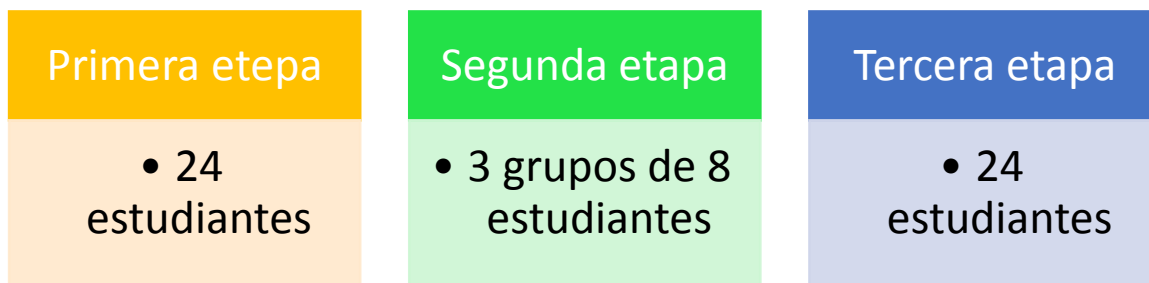 Primera etepa
• 24
estudiantes
Segunda etapa
• 3 grupos de 8
estudiantes
Tercera etapa
• 24
estudiantes